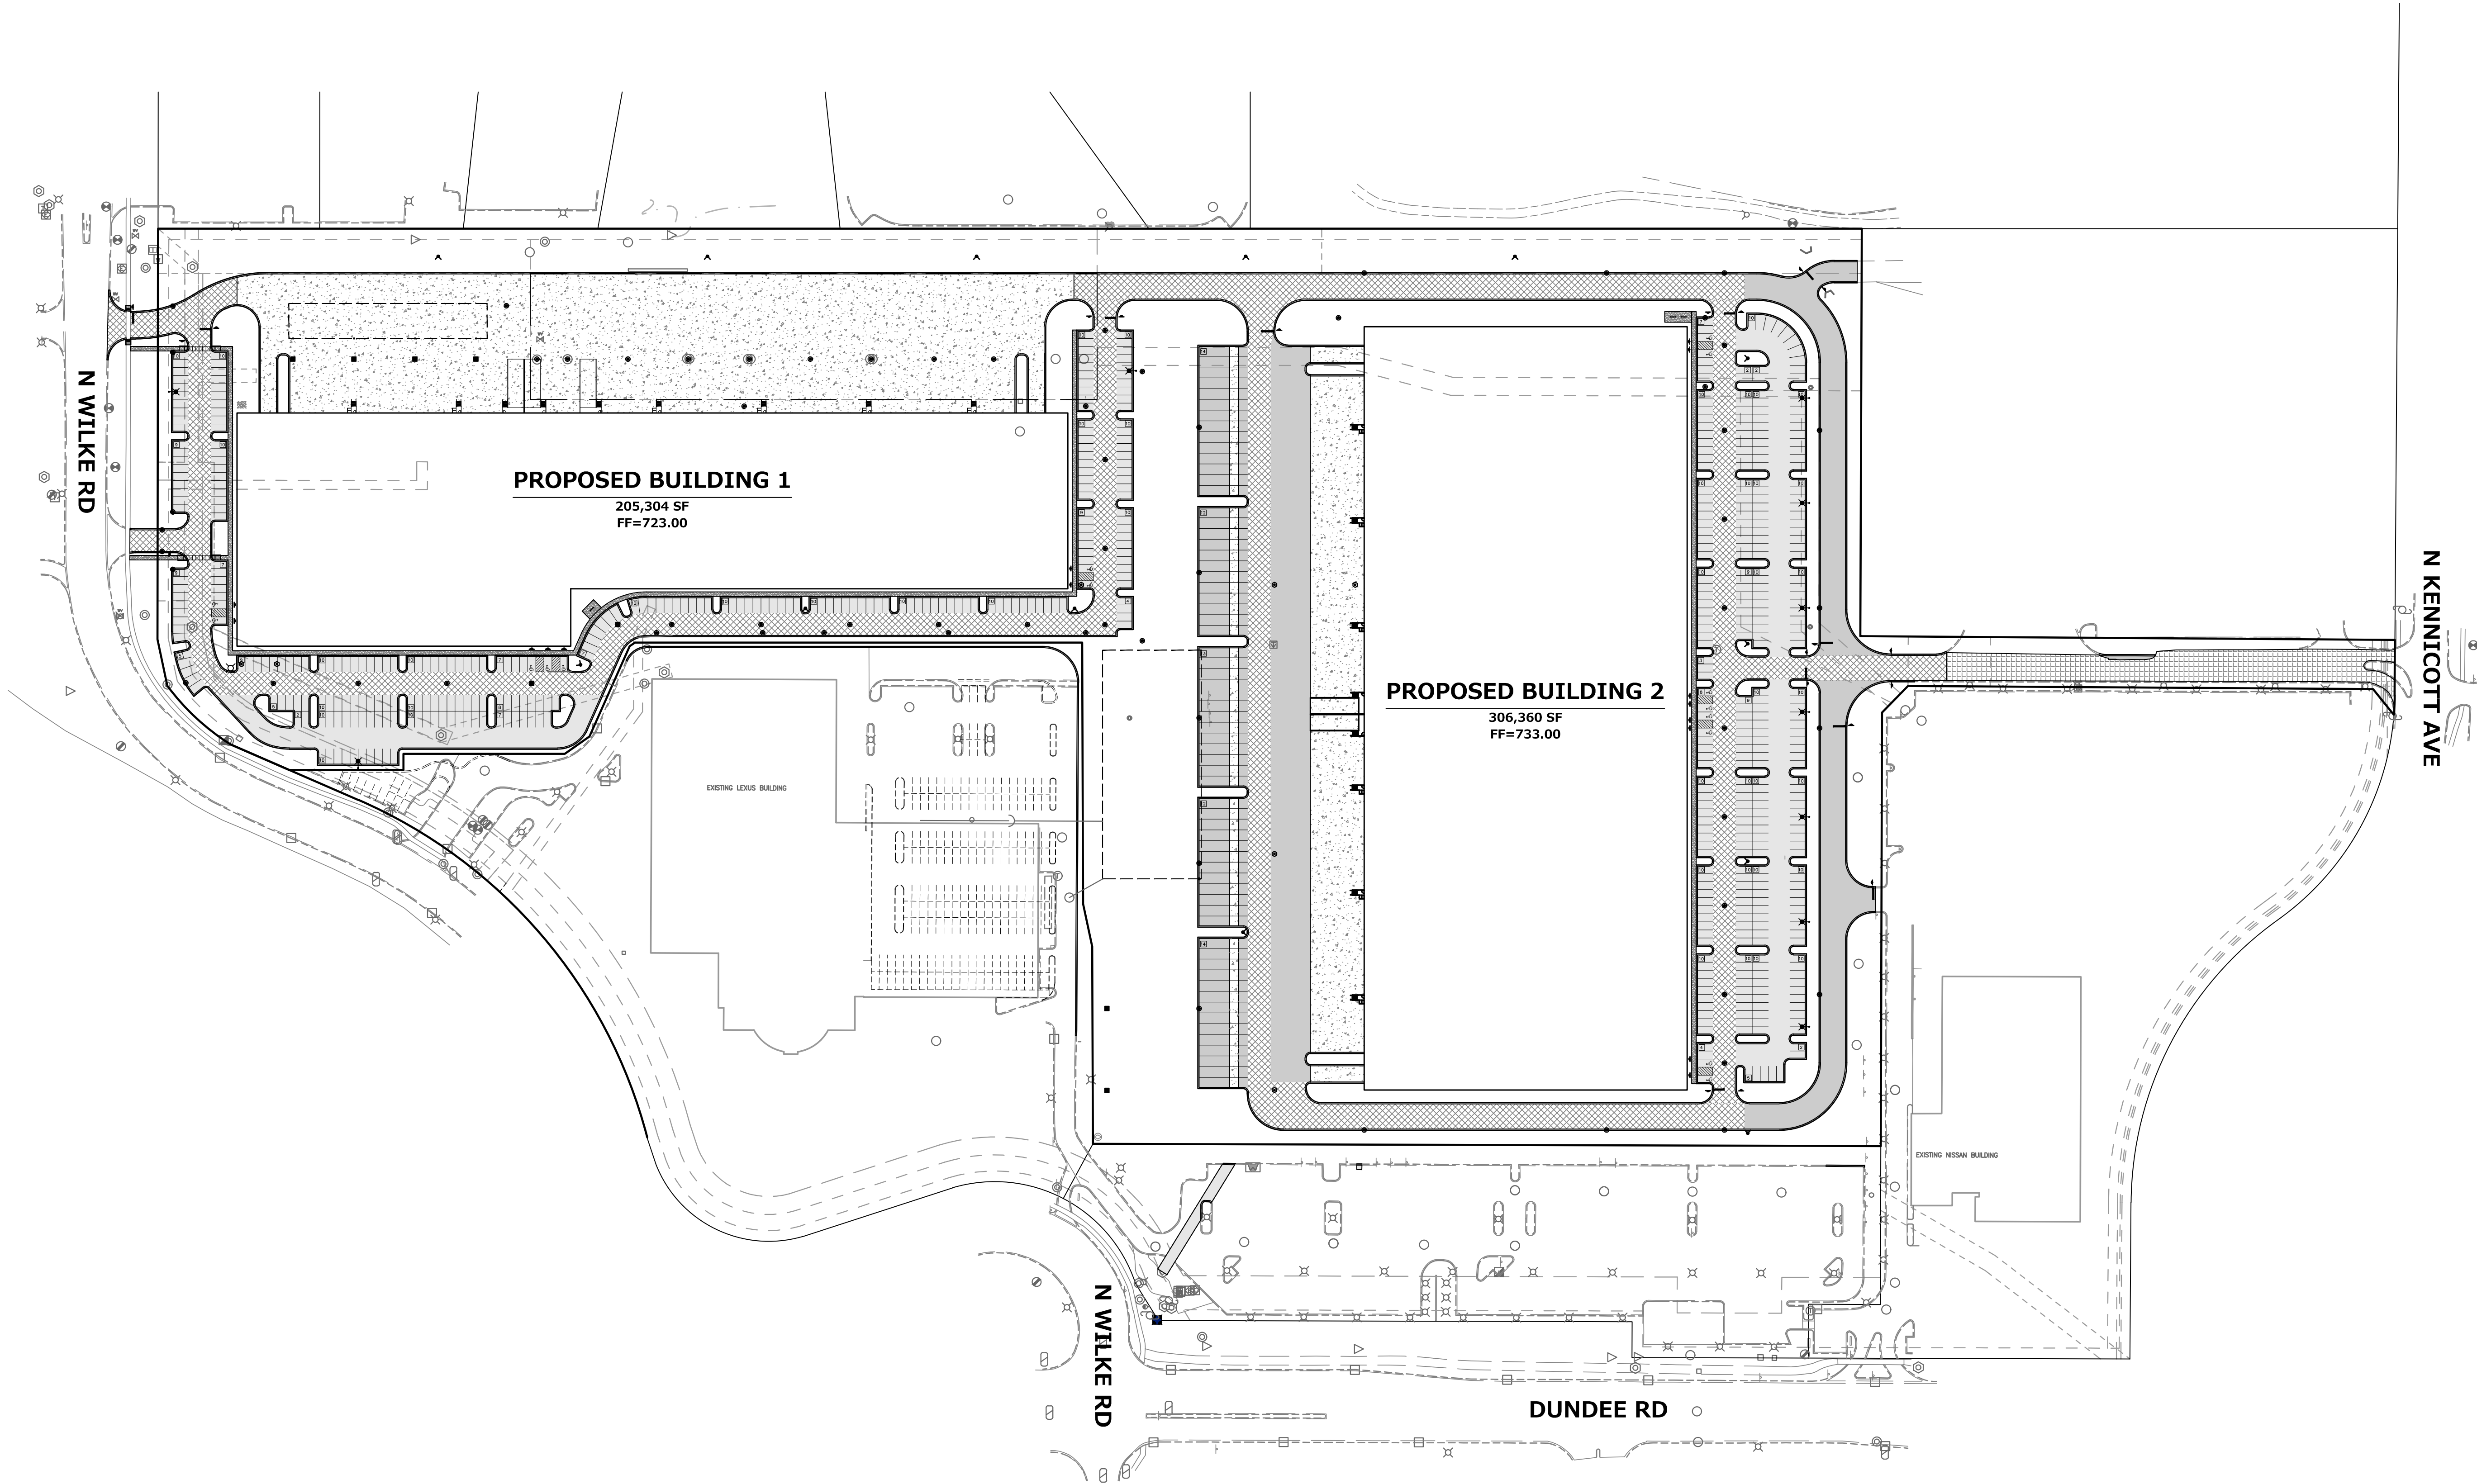 N WILKE RD
PROPOSED BUILDING 1
205,304 SF
FF=723.00
N KENNICOTT AVE
PROPOSED BUILDING 2
306,360 SF
FF=733.00
EXISTING LEXUS BUILDING
EXISTING NISSAN BUILDING
N WILKE RD
DUNDEE RD